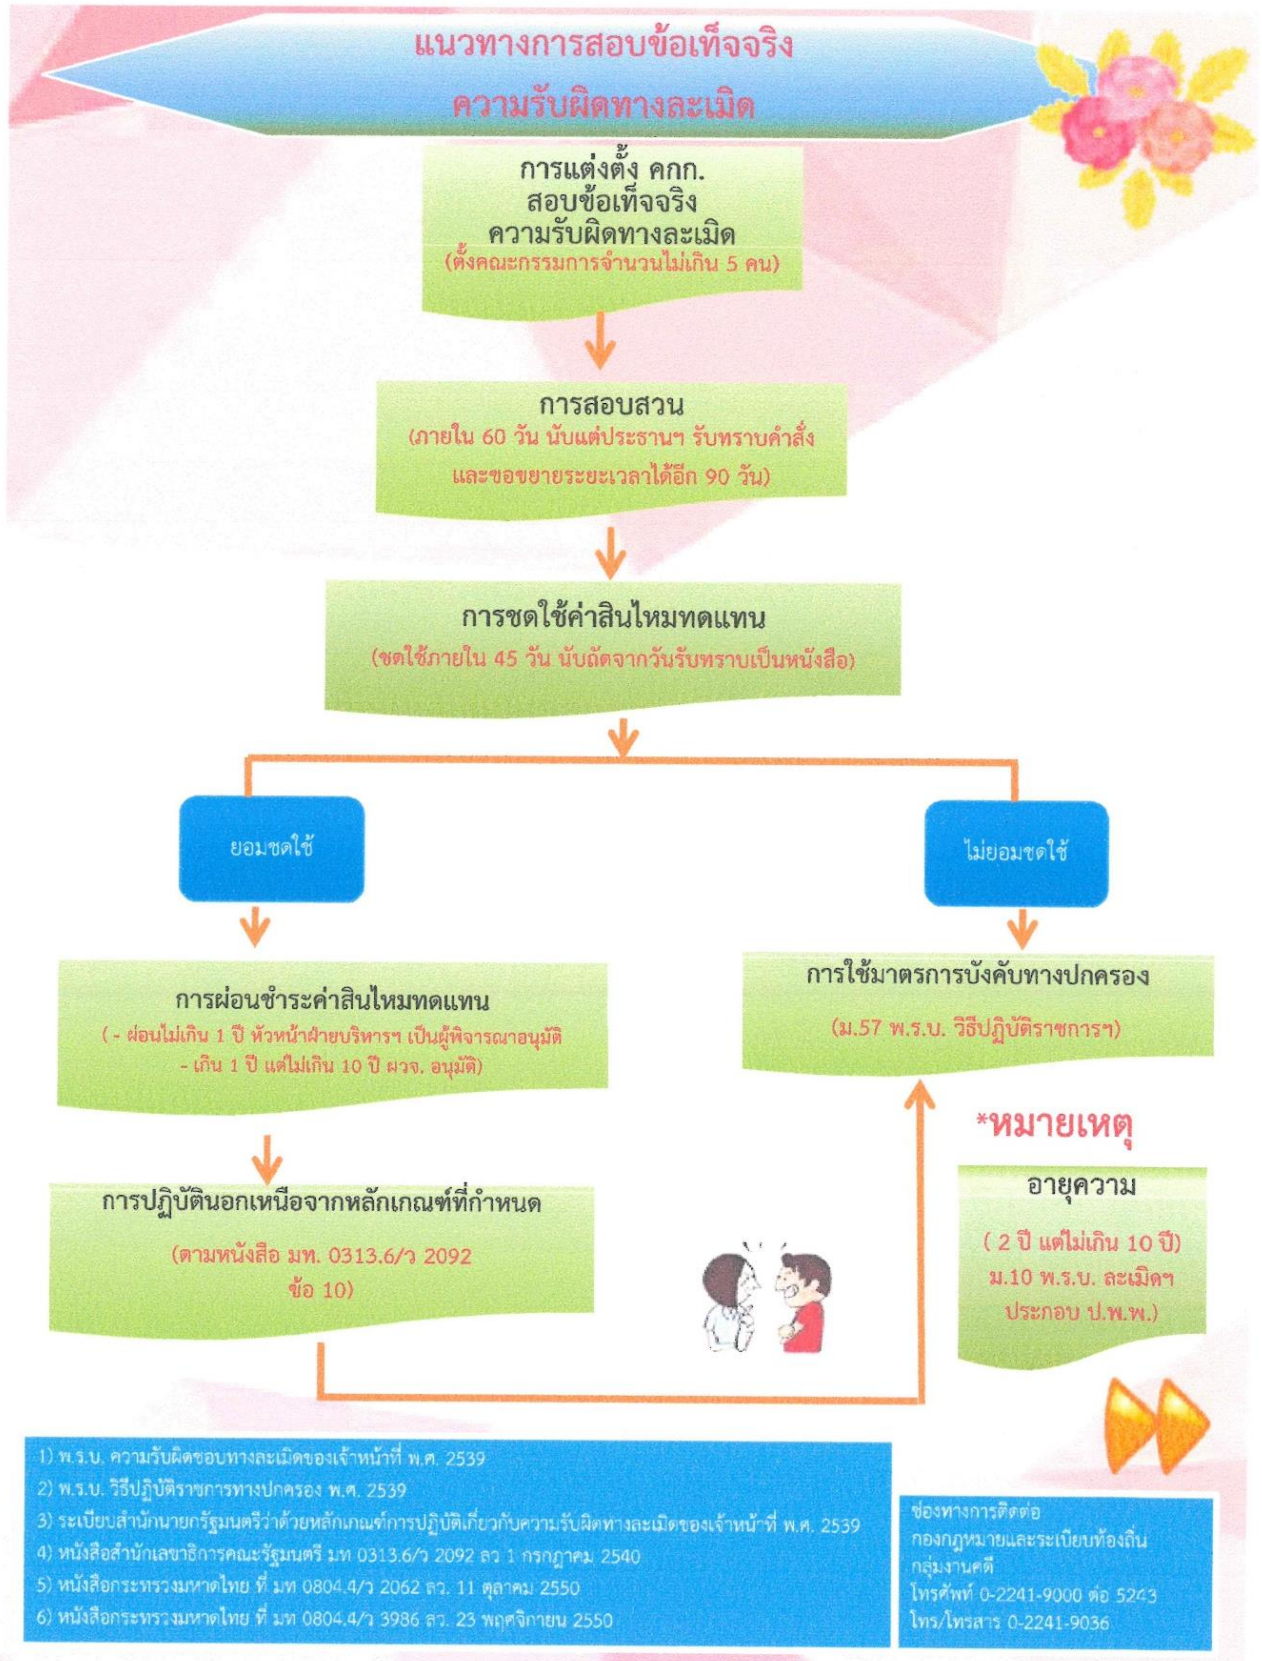 แนวทางการสอบข้อเท็จจริง
ความรับผิดทางละเมิด
การแต่งตั้ง คกก.
สอบข้อเท็จจริง
ความรับผิดทางละเมิด
(ตั้งคณะกรรมการจำนวนไม่เกิน 5 คน)
การสอบสวน
(ภายใน 60 วัน นับแต่ประธานฯ รับทราบคำสั่ง
และขอขยายระยะเวลาได้อีก 90 วัน)
การชดใช้ค่าสินไหมทดแทน
(ชดใช้ภายใน 45 วัน นับถัดจากวันรับทราบเป็นหนังสือ)
ยอมชดใช้
ไม่ยอมชดใช้
การผ่อนชำระค่าสินไหมทดแทน
( - ผ่อนไม่เกิน 1 ปี หัวหน้าฝ่ายบริหารฯ เป็นผู้พิจารณาอนุมัติ
- เกิน 1 ปี แต่ไม่เกิน 10 ปี ผวจ. อนุมัติ)
การใช้มาตรการบังคับทางปกครอง
(ม.57 พ.ร.บ. วิธีปฏิบัติราชการฯ)
การปฏิบัตินอกเหนือจากหลักเกณฑ์ที่กำหนด
(ตามหนังสือ มท. 0313.6/ว 2092
ข้อ 10)
*หมายเหตุ
อายุความ
( 2 ปี แต่ไม่เกิน 10 ปี)
ม.10 พ.ร.บ. ละเมิดฯ
ประกอบ ป.พ.พ.)
1) พ.ร.บ. ความรับผิดชอบทางละเมิดของเจ้าหน้าที่ พ.ศ. 2539
2) พ.ร.บ. วิธีปฏิบัติราชการทางปกครอง พ.ศ. 2539
3) ระเบียบสำนักนายกรัฐมนตรีว่าด้วยหลักเกณฑ์การปฏิบัติเกี่ยวกับความรับผิดทางละเมิดของเจ้าหน้าที่ พ.ศ. 2539
4) หนังสือสำนักเลขาธิการคณะรัฐมนตรี มท 0313.6/ว 2092 ลว 1 กรกฎาคม 2540
5) หนังสือกระทรวงมหาดไทย ที่ มท 0804.4/ว 2062 ลว. 11 ตุลาคม 2550
6) หนังสือกระทรวงมหาดไทย ที่ มท 0804.4/ว 3986 ลว. 23 พฤศจิกายน 2550
ช่องทางการติดต่อ
กองกฎหมายและระเบียบท้องถิ่น
กลุ่มงานคดี
โทรศัพท์ 0-2241-9000 ต่อ 5243
โทร/โทรสาร 0-2241-9036